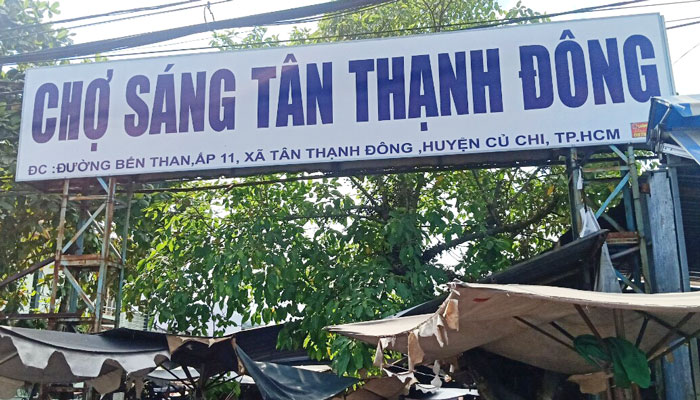 CHỢ SÁNG TÂN THẠNH ĐÔNG
ĐC :ĐƯỜNG BẾN THAN,ẤP 11, XÃ TÂN THẠNH ĐÔNG ,HUYỆN CỦ CHI, TP.HCM